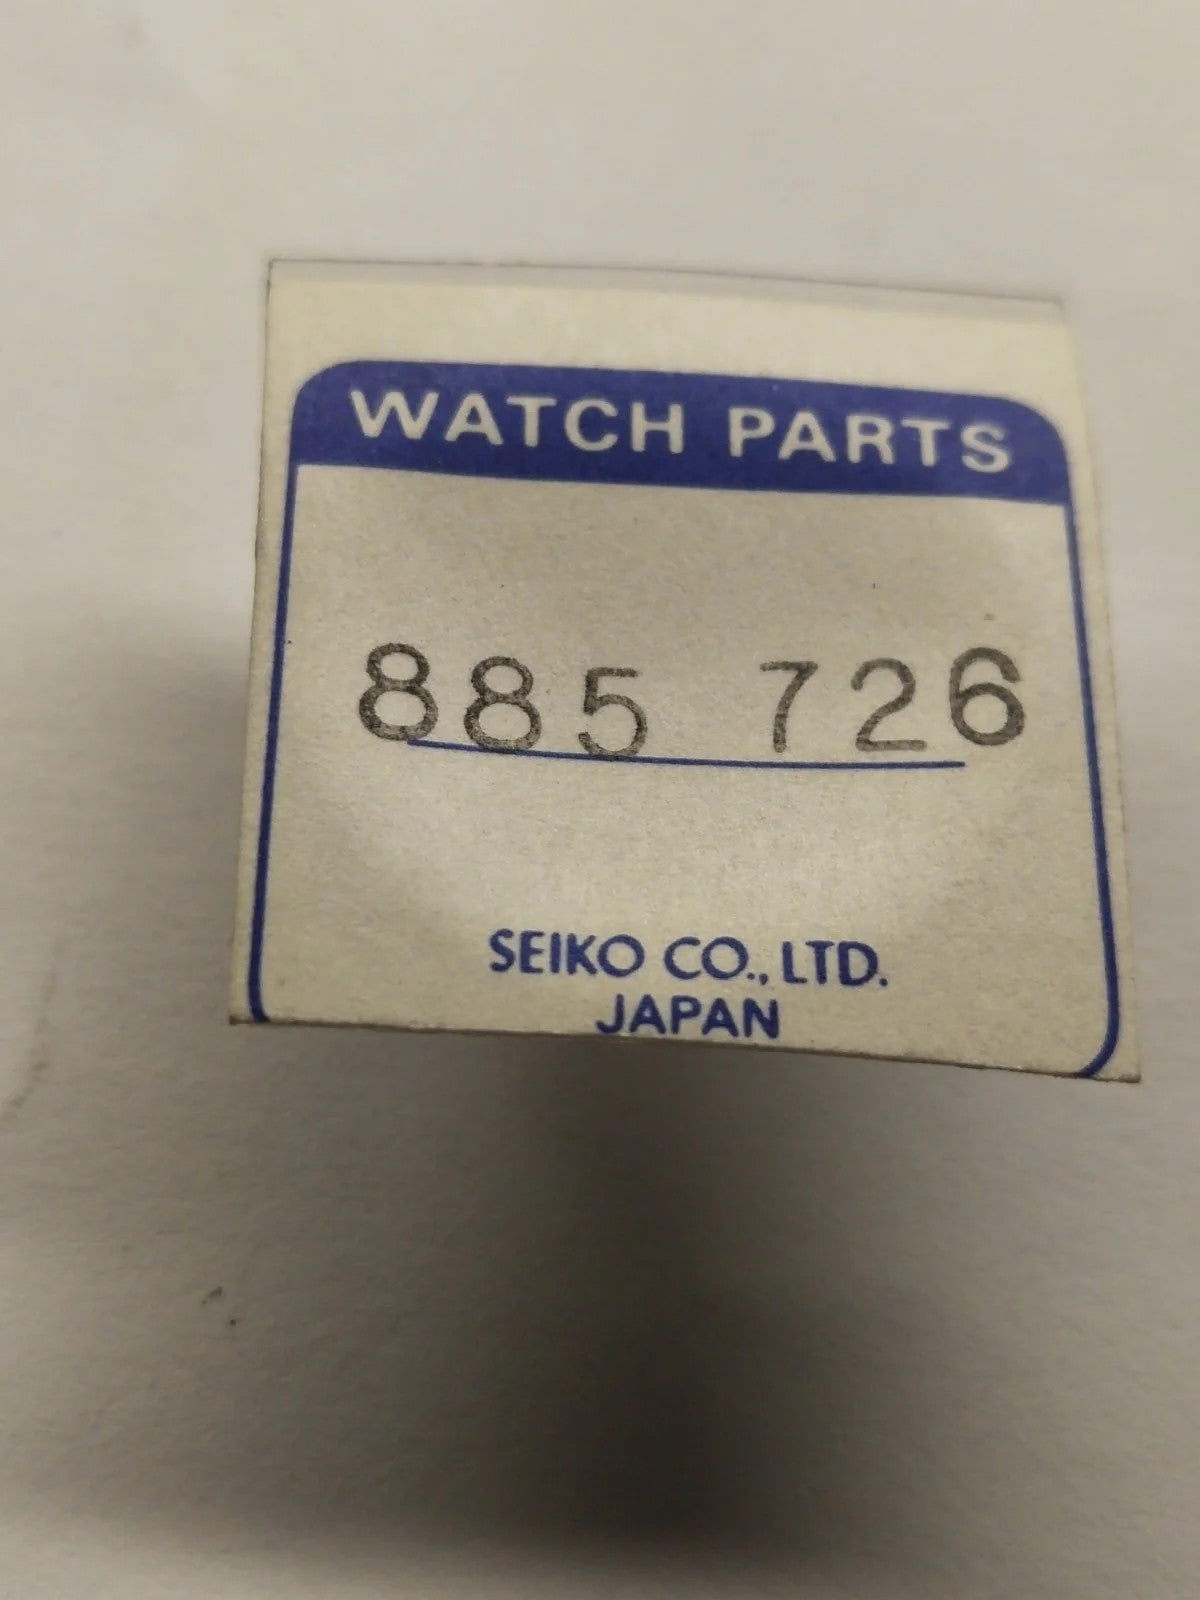 WATCH PARTS
885 726
SEIKO CO., LTD.
JAPAN